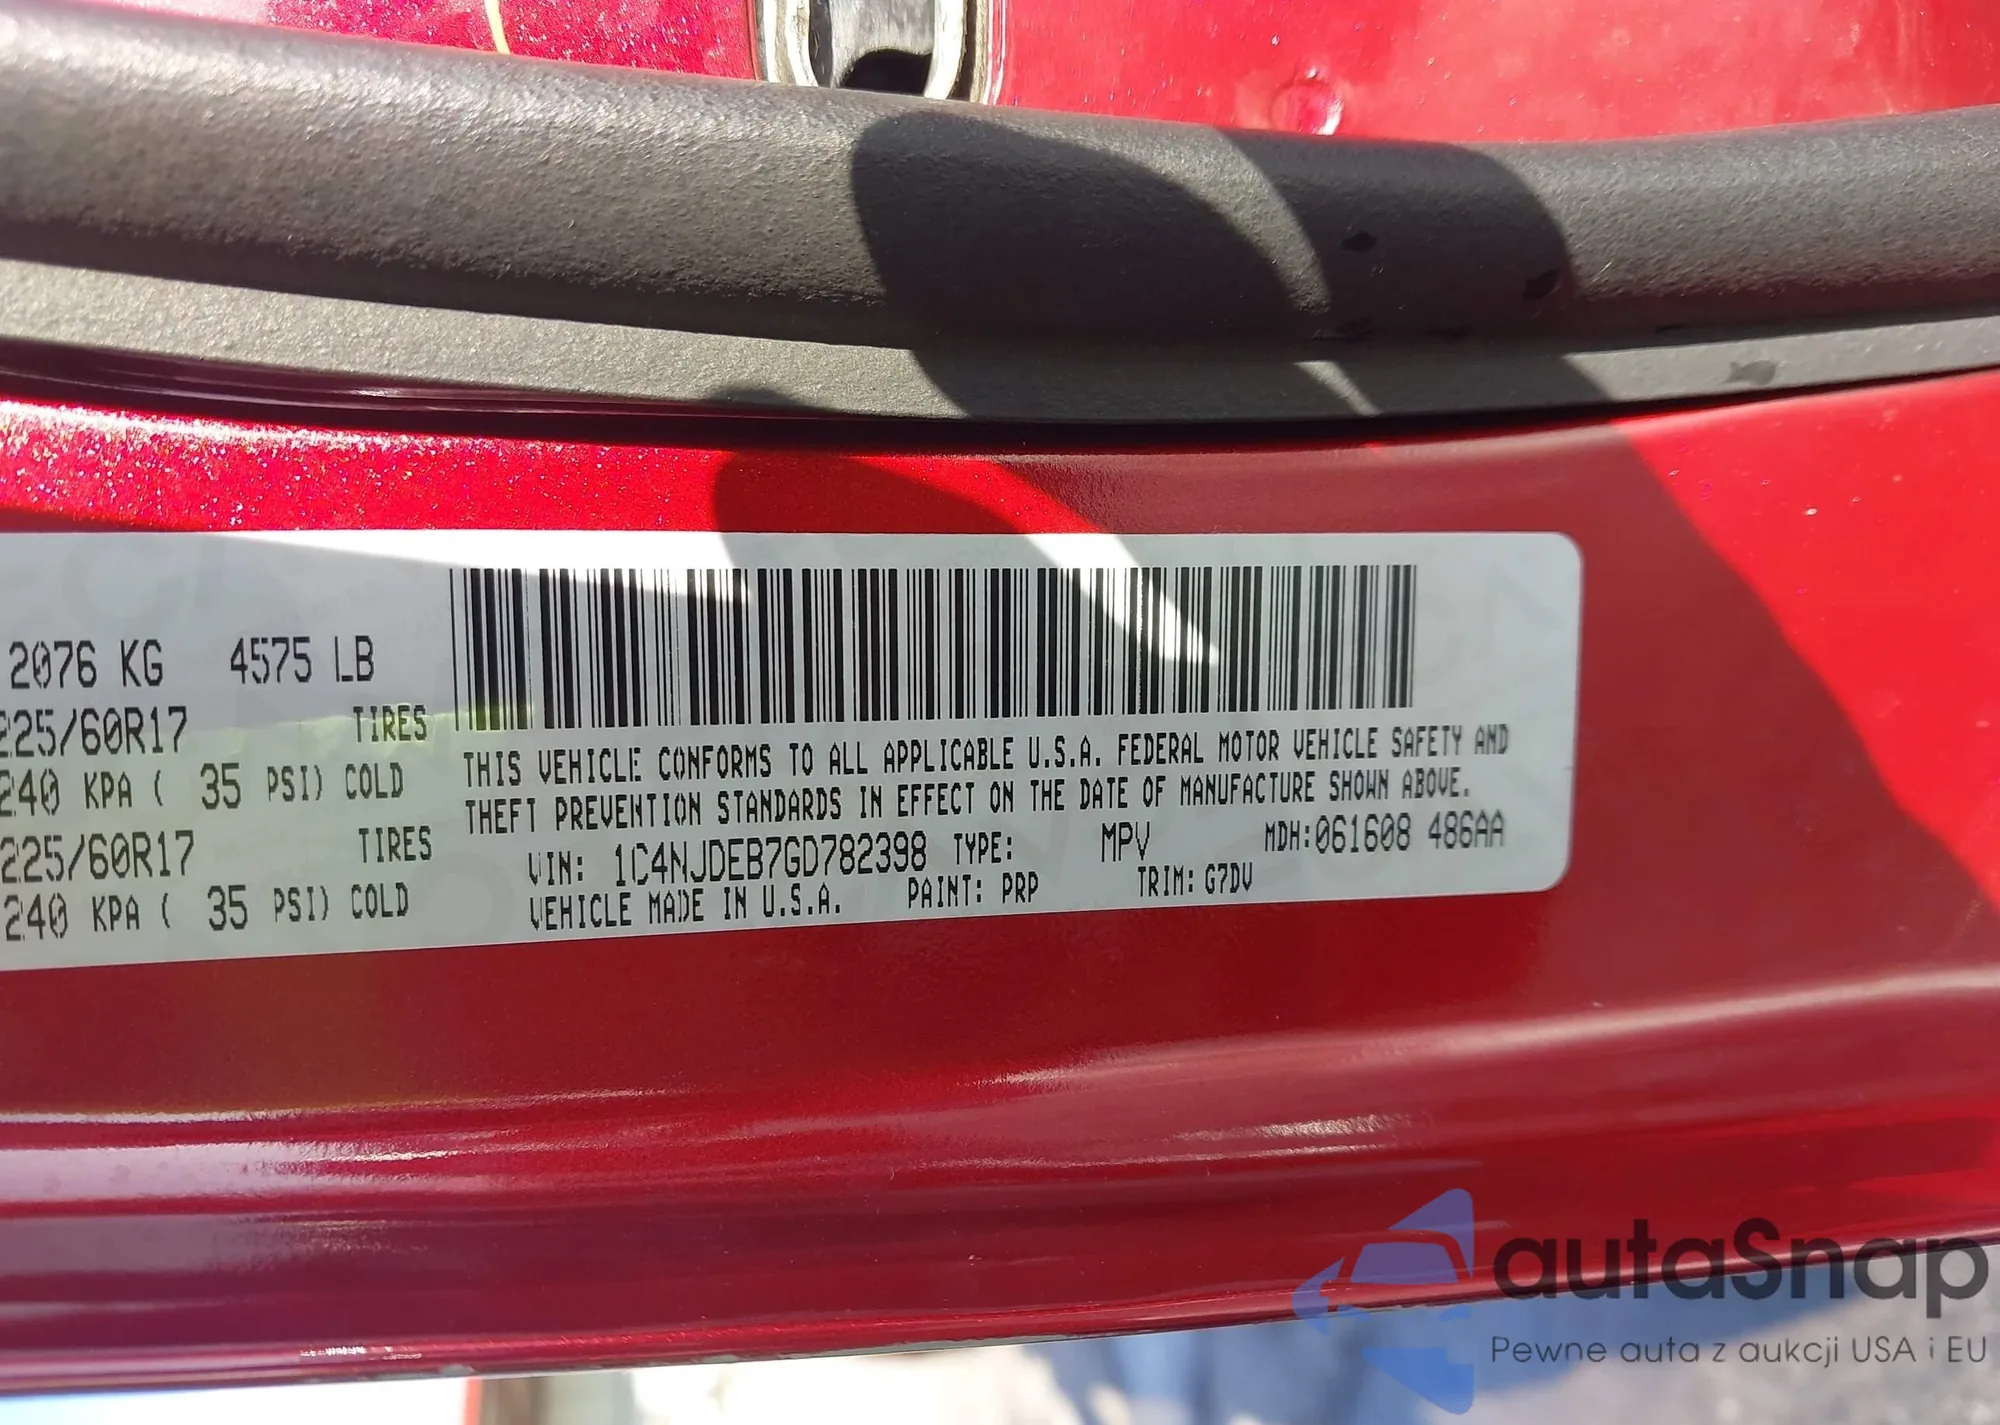 2076 KG 4575 LB
225/60R17 TIRES
240 KPA ( 35 PSI) COLD
225/60R17 TIRES
240 KPA ( 35 PSI) COLD
THIS VEHICLE CONFORMS TO ALL APPLICABLE U.S.A. FEDERAL MOTOR VEHICLE SAFETY AND
THEFT PREVENTION STANDARDS IN EFFECT ON THE DATE OF MANUFACTURE SHOWN ABOVE.
VIN: 1C4NJDEB7GD782398 TYPE: MPV MDH:061608 486AA
VEHICLE MADE IN U.S.A. PAINT: PRP TRIM: G7DV
autaSnap
Pewne auta z aukcji USA i EU